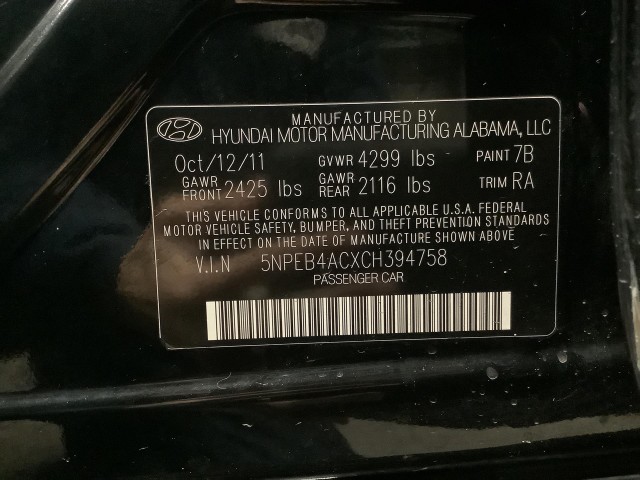 MANUFACTURED BY
HYUNDAI MOTOR MANUFACTURING ALABAMA, LLC
Oct/12/11 GVWR 4299 lbs PAINT 7B
GAWR FRONT 2425 lbs GAWR REAR 2116 lbs TRIM RA
THIS VEHICLE CONFORMS TO ALL APPLICABLE U.S.A. FEDERAL
MOTOR VEHICLE SAFETY, BUMPER, AND THEFT PREVENTION STANDARDS
IN EFFECT ON THE DATE OF MANUFACTURE SHOWN ABOVE.
V.I.N 5NPEB4ACXCH394758
PASSENGER CAR